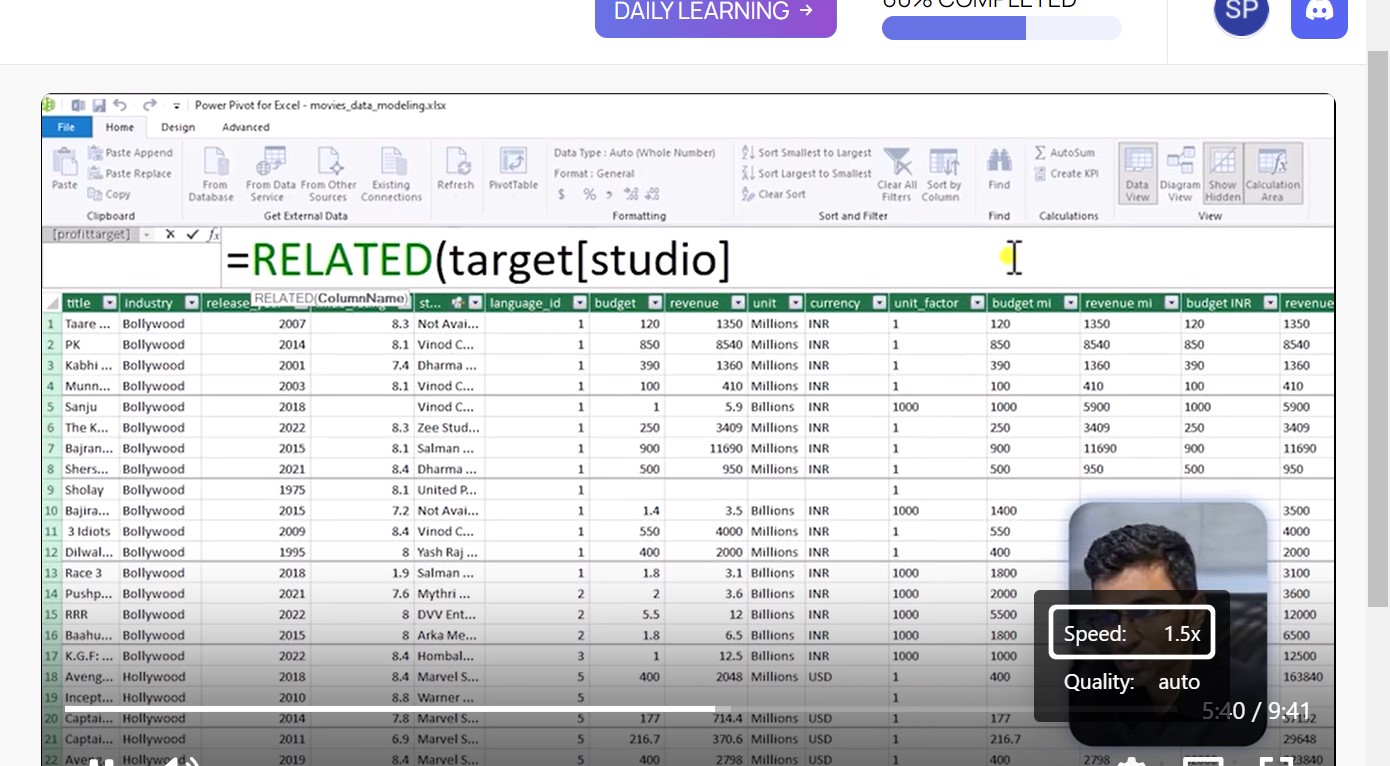 DAILY LEARNING →
66% COMPLETED
SP
Power Pivot for Excel - movies_data_modeling.xlsx
File Home Design Advanced
Paste
Paste Append
Paste Replace
Copy
Clipboard
From Database
From Data Service
From Other Sources
Existing Connections
Get External Data
Refresh
PivotTable
Data Type : Auto (Whole Number)
Format : General
$ % ,
Formatting
Sort Smallest to Largest
Sort Largest to Smallest
Clear Sort
Clear All Filters
Sort by Column
Sort and Filter
Find
Find
AutoSum
Create KPI
Calculations
Data View
Diagram View
Show Hidden
Calculation Area
View
[profittarget] fx
=RELATED(target[studio]
RELATED(ColumnName)
title industry st... language_id budget revenue unit currency unit_factor budget mi revenue mi budget INR revenue
1 Taare ... Bollywood 2007 8.3 Not Avai... 1 120 1350 Millions INR 1 120 1350 120 1350
2 PK Bollywood 2014 8.1 Vinod C... 1 850 8540 Millions INR 1 850 8540 850 8540
3 Kabhi ... Bollywood 2001 7.4 Dharma ... 1 390 1360 Millions INR 1 390 1360 390 1360
4 Munn... Bollywood 2003 8.1 Vinod C... 1 100 410 Millions INR 1 100 410 100 410
5 Sanju Bollywood 2018 Vinod C... 1 1 5.9 Billions INR 1000 1000 5900 1000 5900
6 The K... Bollywood 2022 8.3 Zee Stud... 1 250 3409 Millions INR 1 250 3409 250 3409
7 Bajran... Bollywood 2015 8.1 Salman ... 1 900 11690 Millions INR 1 900 11690 900 11690
8 Shers... Bollywood 2021 8.4 Dharma ... 1 500 950 Millions INR 1 500 950 500 950
9 Sholay Bollywood 1975 8.1 United P... 1 1
10 Bajira... Bollywood 2015 7.2 Not Avai... 1 1.4 3.5 Billions INR 1000 1400 3500
11 3 Idiots Bollywood 2009 8.4 Vinod C... 1 550 4000 Millions INR 1 550 4000
12 Dilwal... Bollywood 1995 8 Yash Raj ... 1 400 2000 Millions INR 1 400 2000
13 Race 3 Bollywood 2018 1.9 Salman ... 1 1.8 3.1 Billions INR 1000 1800 3100
14 Pushp... Bollywood 2021 7.6 Mythri ... 2 2 3.6 Billions INR 1000 2000 3600
15 RRR Bollywood 2022 8 DVV Ent... 2 5.5 12 Billions INR 1000 5500 12000
16 Baahu... Bollywood 2015 8 Arka Me... 2 1.8 6.5 Billions INR 1000 1800 6500
17 K.G.F: ... Bollywood 2022 8.4 Hombal... 3 1 12.5 Billions INR 1000 1000 12500
18 Aveng... Hollywood 2018 8.4 Marvel S... 5 400 2048 Millions USD 1 400 163840
19 Incept... Hollywood 2010 8.8 Warner ... 5 1
20 Captai... Hollywood 2014 7.8 Marvel S... 5 177 714.4 Millions USD 1 177
21 Captai... Hollywood 2011 6.9 Marvel S... 5 216.7 370.6 Millions USD 1 216.7 29648
22 Aveng... Hollywood 2019 8.4 Marvel S... 5 400 2798 Millions USD 1 400 2798
Speed: 1.5x
Quality: auto
5:40 / 9:41